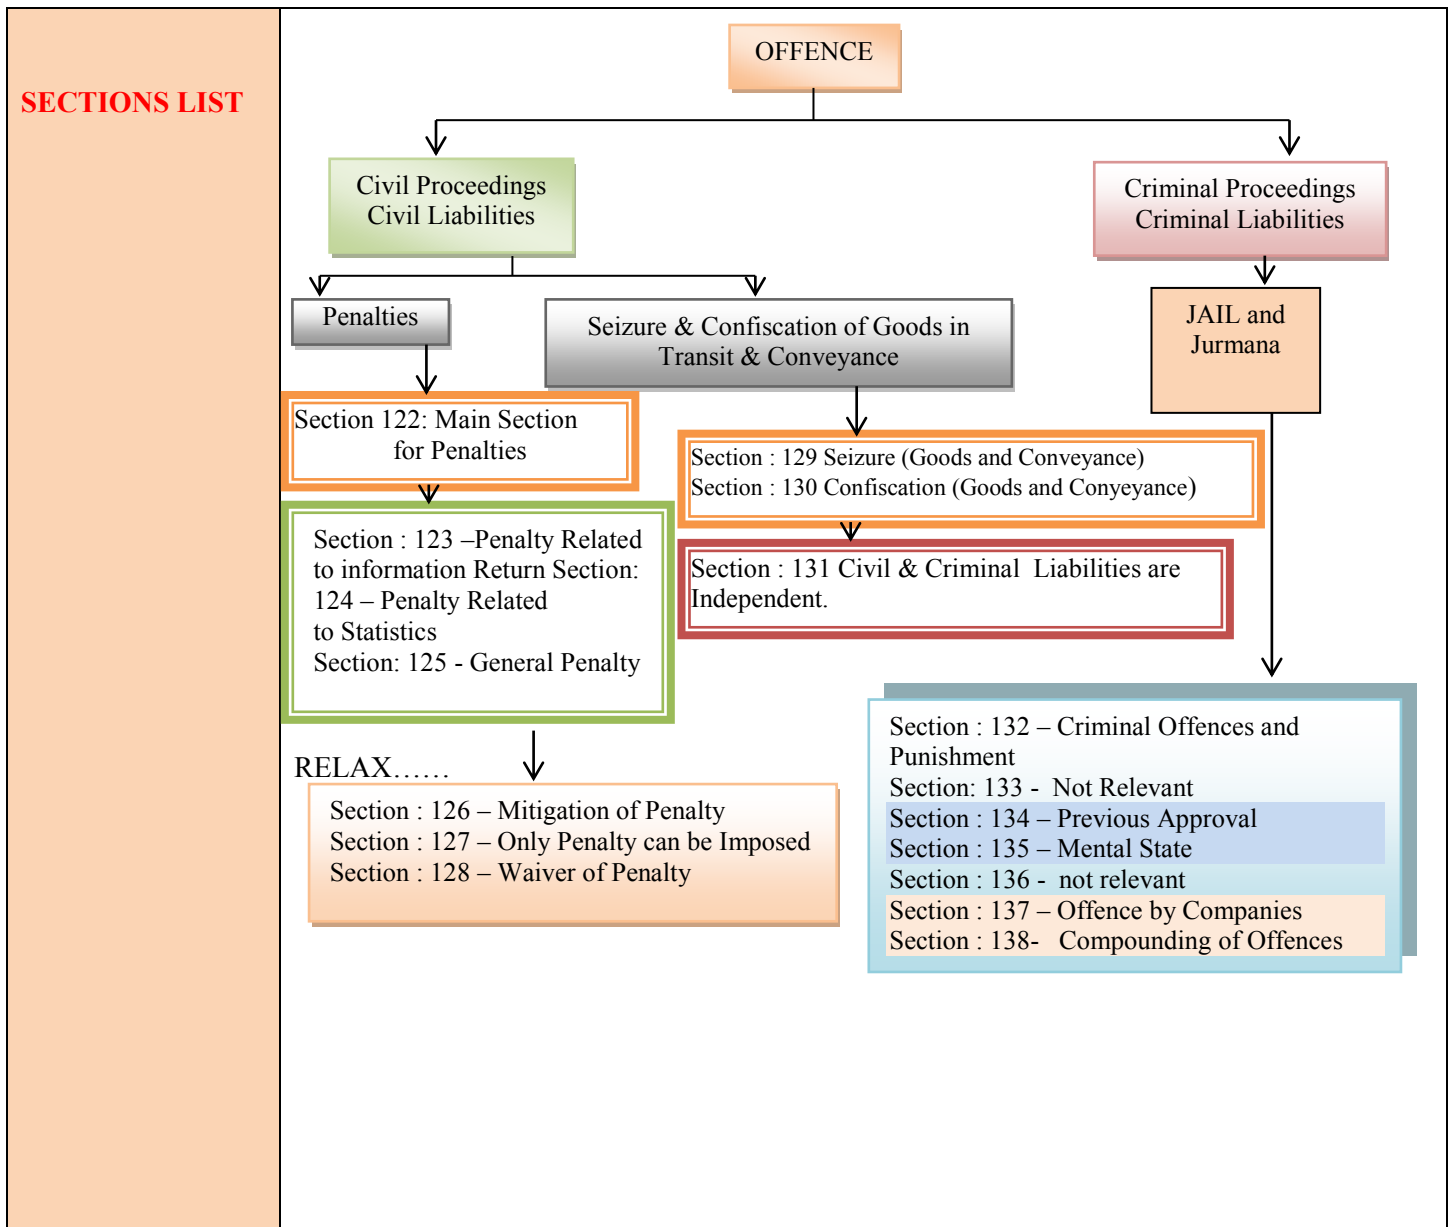 SECTIONS LIST
OFFENCE
Civil Proceedings
Civil Liabilities
Criminal Proceedings
Criminal Liabilities
Penalties
Seizure & Confiscation of Goods in
Transit & Conveyance
JAIL and
Jurmana
Section 122: Main Section
for Penalties
Section : 129 Seizure (Goods and Conveyance)
Section : 130 Confiscation (Goods and Conyeyance)
Section : 123 –Penalty Related
to information Return Section:
124 – Penalty Related
to Statistics
Section: 125 - General Penalty
Section : 131 Civil & Criminal Liabilities are
Independent.
RELAX……
Section : 126 – Mitigation of Penalty
Section : 127 – Only Penalty can be Imposed
Section : 128 – Waiver of Penalty
Section : 132 – Criminal Offences and
Punishment
Section: 133 - Not Relevant
Section : 134 – Previous Approval
Section : 135 – Mental State
Section : 136 - not relevant
Section : 137 – Offence by Companies
Section : 138- Compounding of Offences